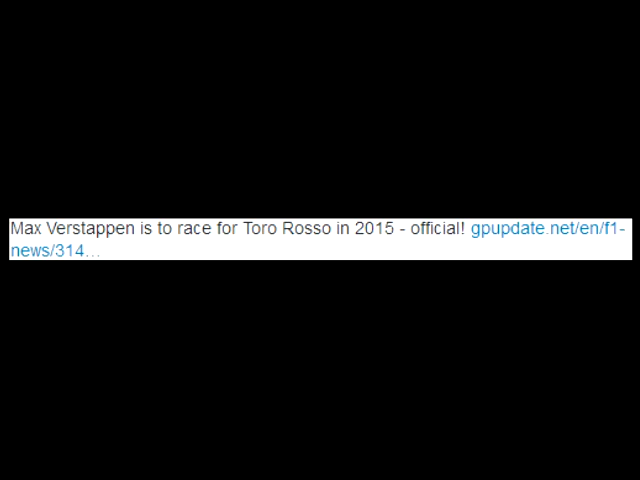 Max Verstappen is to race for Toro Rosso in 2015 - official! gpupdate.net/en/f1-
news/314...